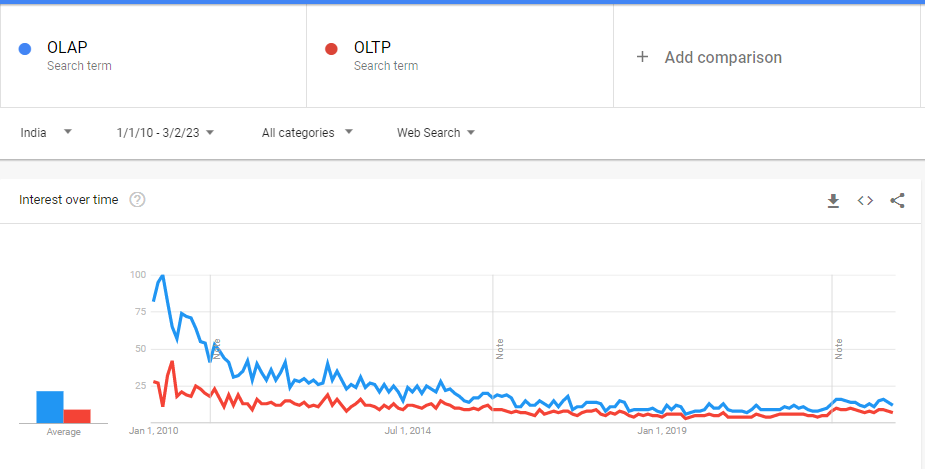 OLAP
Search term
OLTP
Search term
+ Add comparison
India
1/1/10 - 3/2/23
All categories
Web Search
Interest over time ?
100
75
50
25
Note
Note
Note
Average
Jan 1, 2010
Jul 1, 2014
Jan 1, 2019